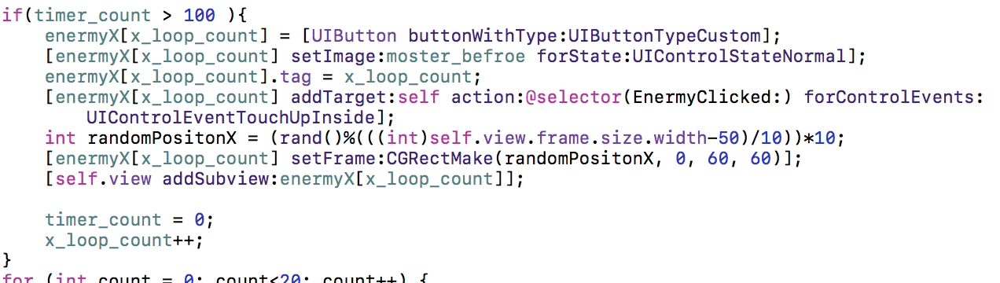 if(timer_count > 100 ){
enermyX[x_loop_count] = [UIButton buttonWithType:UIButtonTypeCustom];
[enermyX[x_loop_count] setImage:moster_befroe forState:UIControlStateNormal];
enermyX[x_loop_count].tag = x_loop_count;
[enermyX[x_loop_count] addTarget:self action:@selector(EnermyClicked:) forControlEvents:
UIControlEventTouchUpInside];
int randomPositonX = (rand()%(((int)self.view.frame.size.width-50)/10))*10;
[enermyX[x_loop_count] setFrame:CGRectMake(randomPositonX, 0, 60, 60)];
[self.view addSubview:enermyX[x_loop_count]];
timer_count = 0;
x_loop_count++;
}
for (int count = 0; count<20; count++) {